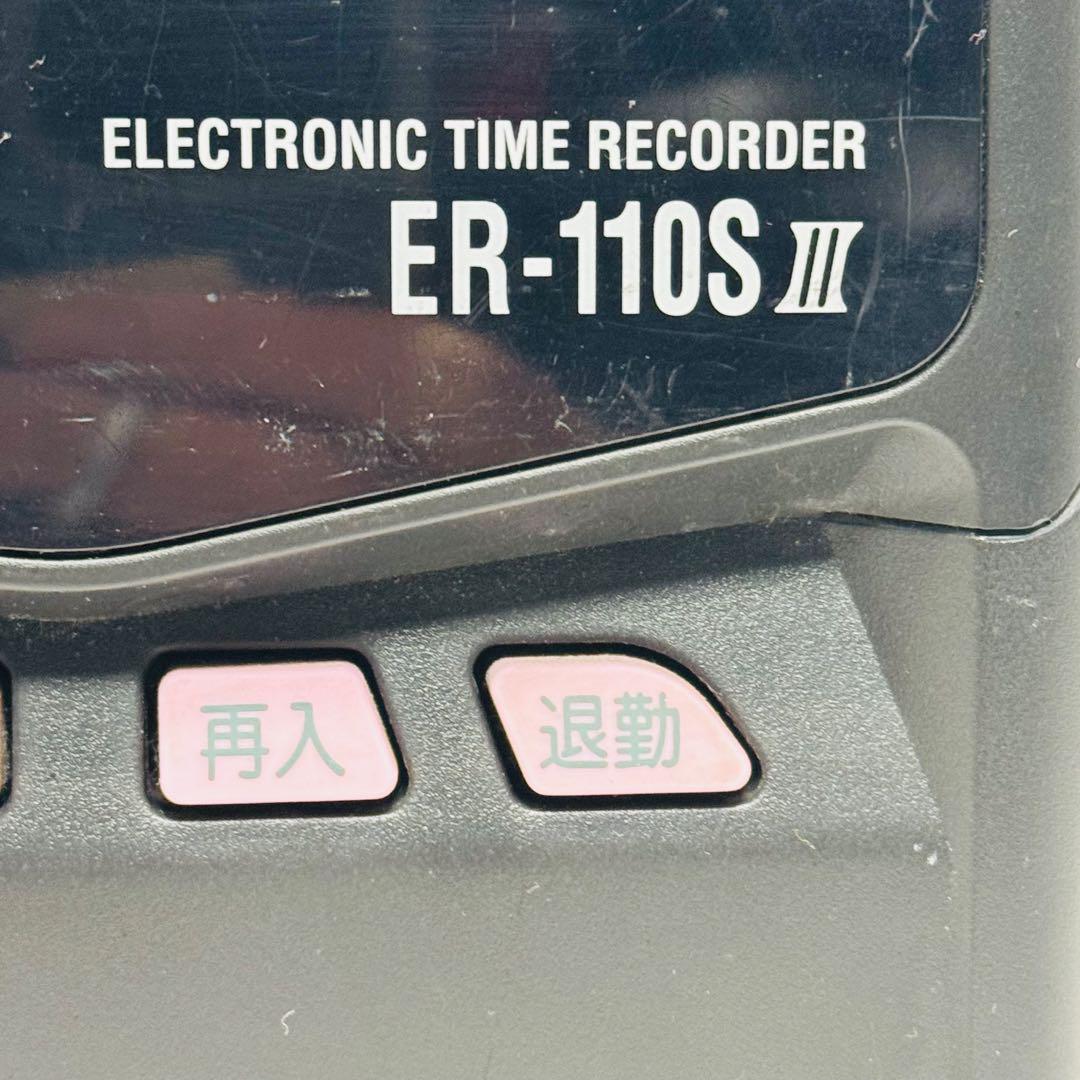 ELECTRONIC TIME RECORDER
ER-110S III
再入 退勤